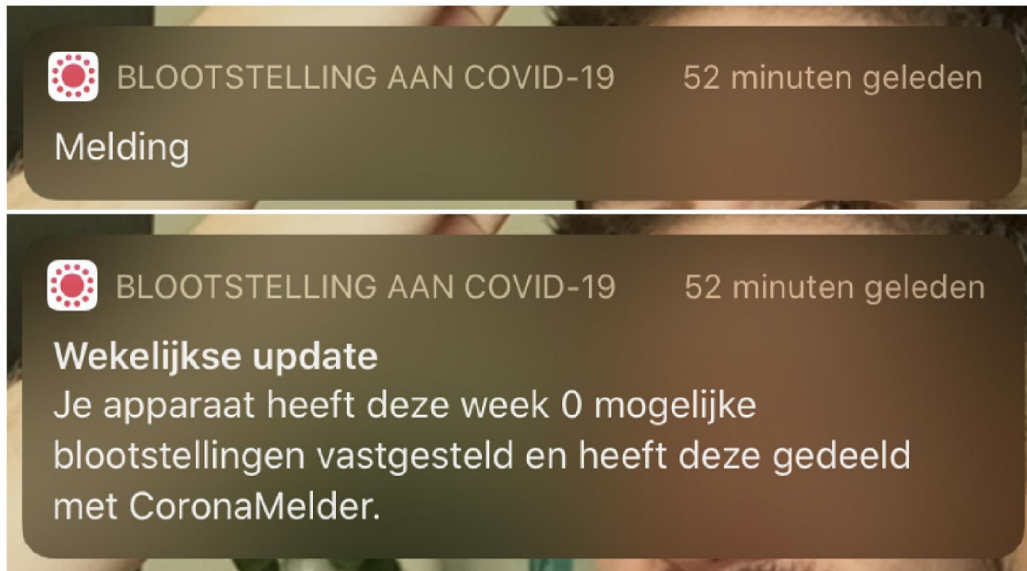 BLOOTSTELLING AAN COVID-19 52 minuten geleden
Melding
BLOOTSTELLING AAN COVID-19 52 minuten geleden
Wekelijkse update
Je apparaat heeft deze week 0 mogelijke
blootstellingen vastgesteld en heeft deze gedeeld
met CoronaMelder.